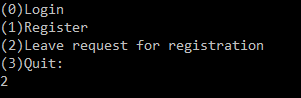 (0)Login
(1)Register
(2)Leave request for registration
(3)Quit:
2